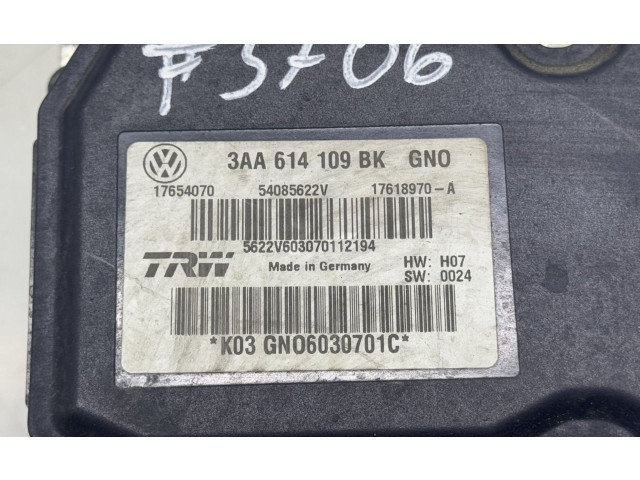 F5706
3AA 614 109 BK GNO
17654070 54085622V 17618970-A
5622V603070112194
TRW Made in Germany HW: H07
SW: 0024
*K03 GNO6030701C*